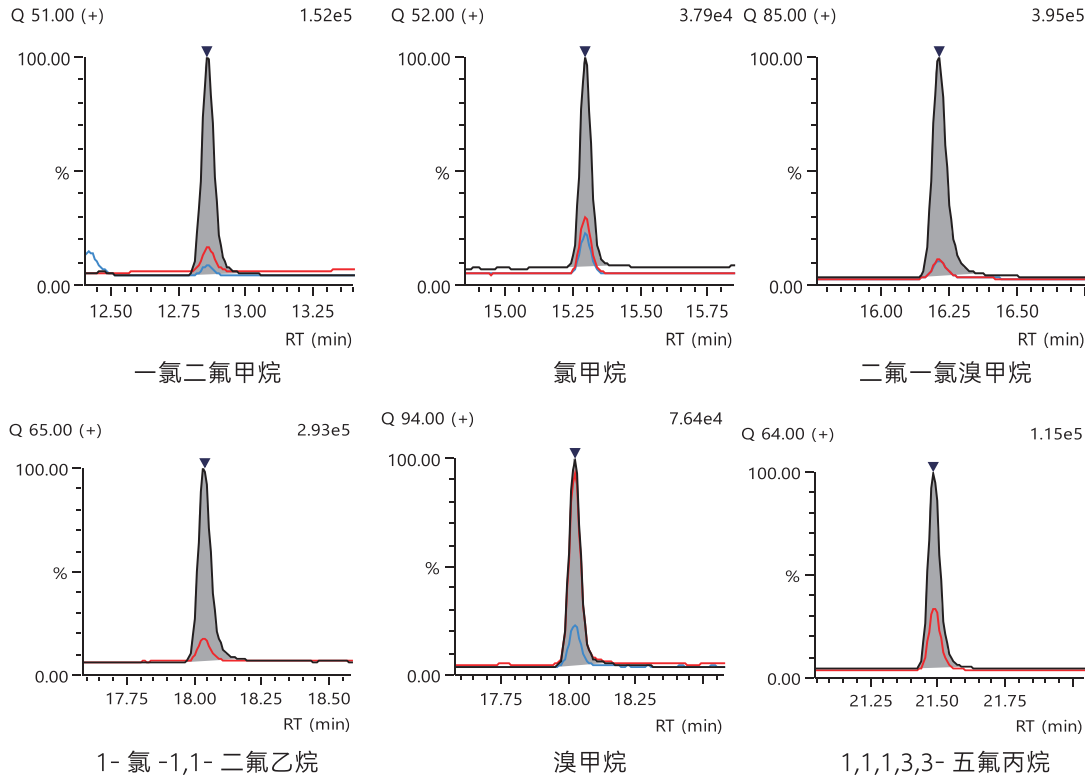 Q 51.00 (+) 1.52e5
100.00
%
0.00
12.50 12.75 13.00 13.25
RT (min)
一氯二氟甲烷
Q 52.00 (+) 3.79e4
100.00
%
0.00
15.00 15.25 15.50 15.75
RT (min)
氯甲烷
Q 85.00 (+) 3.95e5
100.00
%
0.00
16.00 16.25 16.50
RT (min)
二氟一氯溴甲烷
Q 65.00 (+) 2.93e5
100.00
%
0.00
17.75 18.00 18.25 18.50
RT (min)
1- 氯 -1,1- 二氟乙烷
Q 94.00 (+) 7.64e4
100.00
%
0.00
17.75 18.00 18.25
RT (min)
溴甲烷
Q 64.00 (+) 1.15e5
100.00
%
0.00
21.25 21.50 21.75
RT (min)
1,1,1,3,3- 五氟丙烷